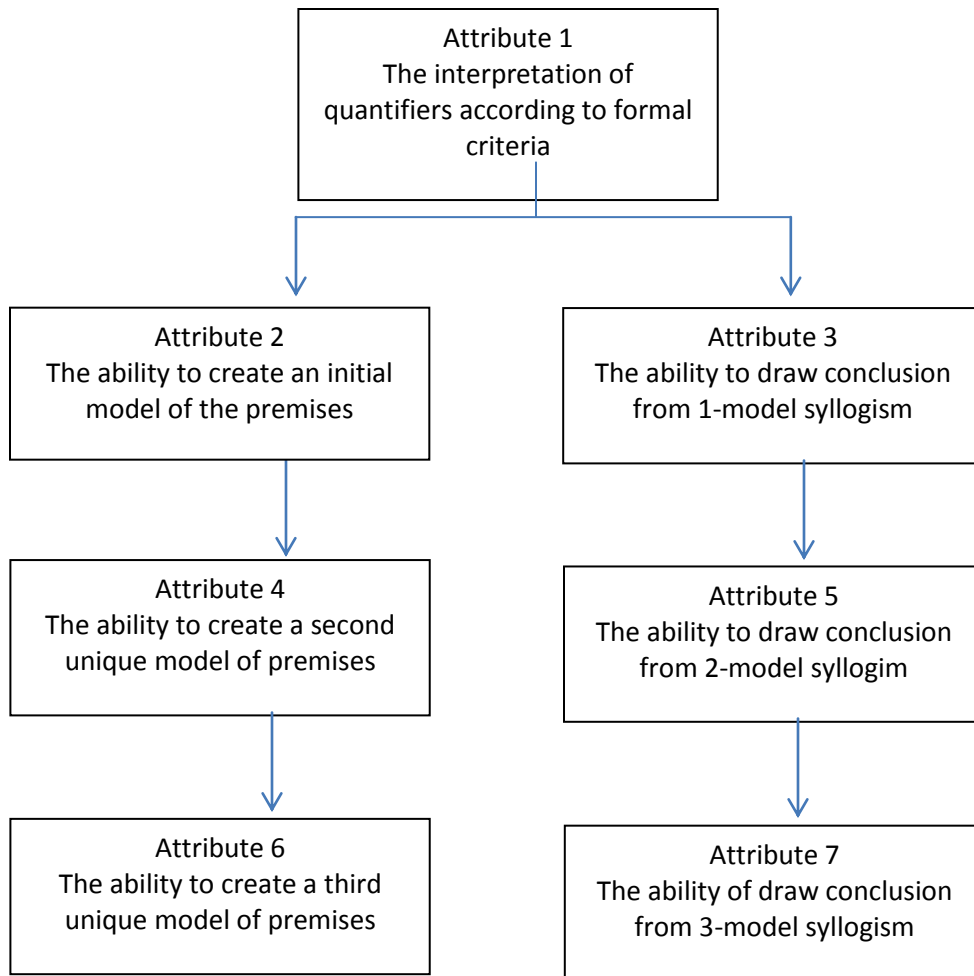 Attribute 1
The interpretation of
quantifiers according to formal
criteria
Attribute 2
The ability to create an initial
model of the premises
Attribute 3
The ability to draw conclusion
from 1-model syllogism
Attribute 4
The ability to create a second
unique model of premises
Attribute 5
The ability to draw conclusion
from 2-model syllogim
Attribute 6
The ability to create a third
unique model of premises
Attribute 7
The ability of draw conclusion
from 3-model syllogism